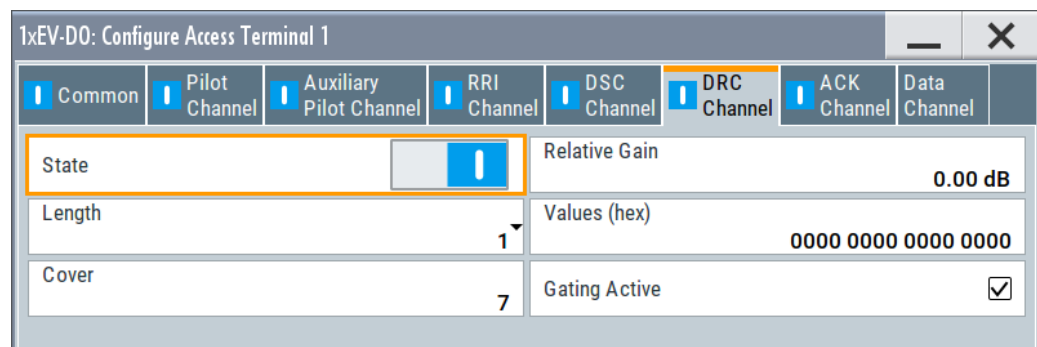 1xEV-DO: Configure Access Terminal 1
Common
Pilot
Channel
Auxiliary
Pilot Channel
RRI
Channel
DSC
Channel
DRC
Channel
ACK
Channel
Data
Channel
State
Relative Gain
0.00 dB
Length
1
Values (hex)
0000 0000 0000 0000
Cover
7
Gating Active